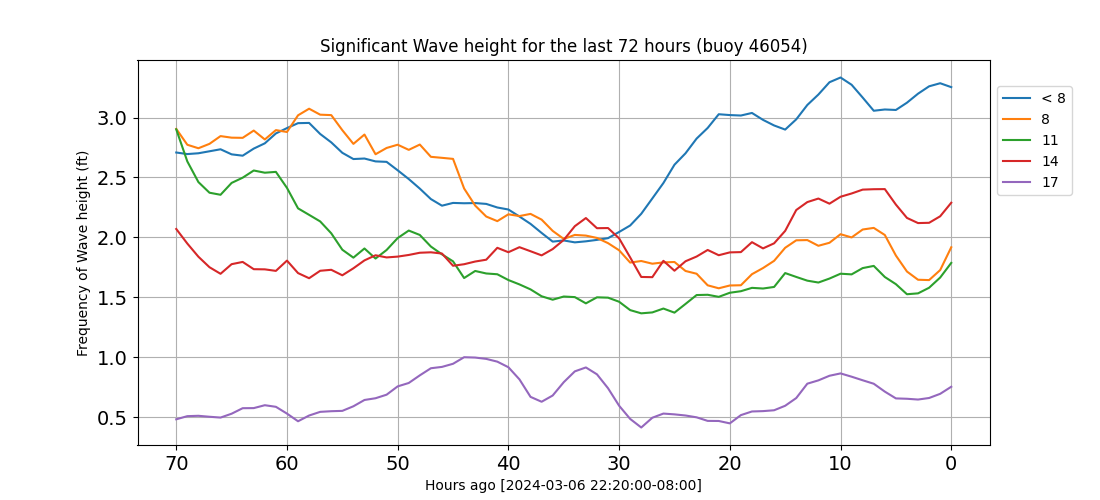 Significant Wave height for the last 72 hours (buoy 46054)
Frequency of Wave height (ft)
3.0
2.5
2.0
1.5
1.0
0.5
70 60 50 40 30 20 10 0
Hours ago [2024-03-06 22:20:00-08:00]
< 8
8
11
14
17